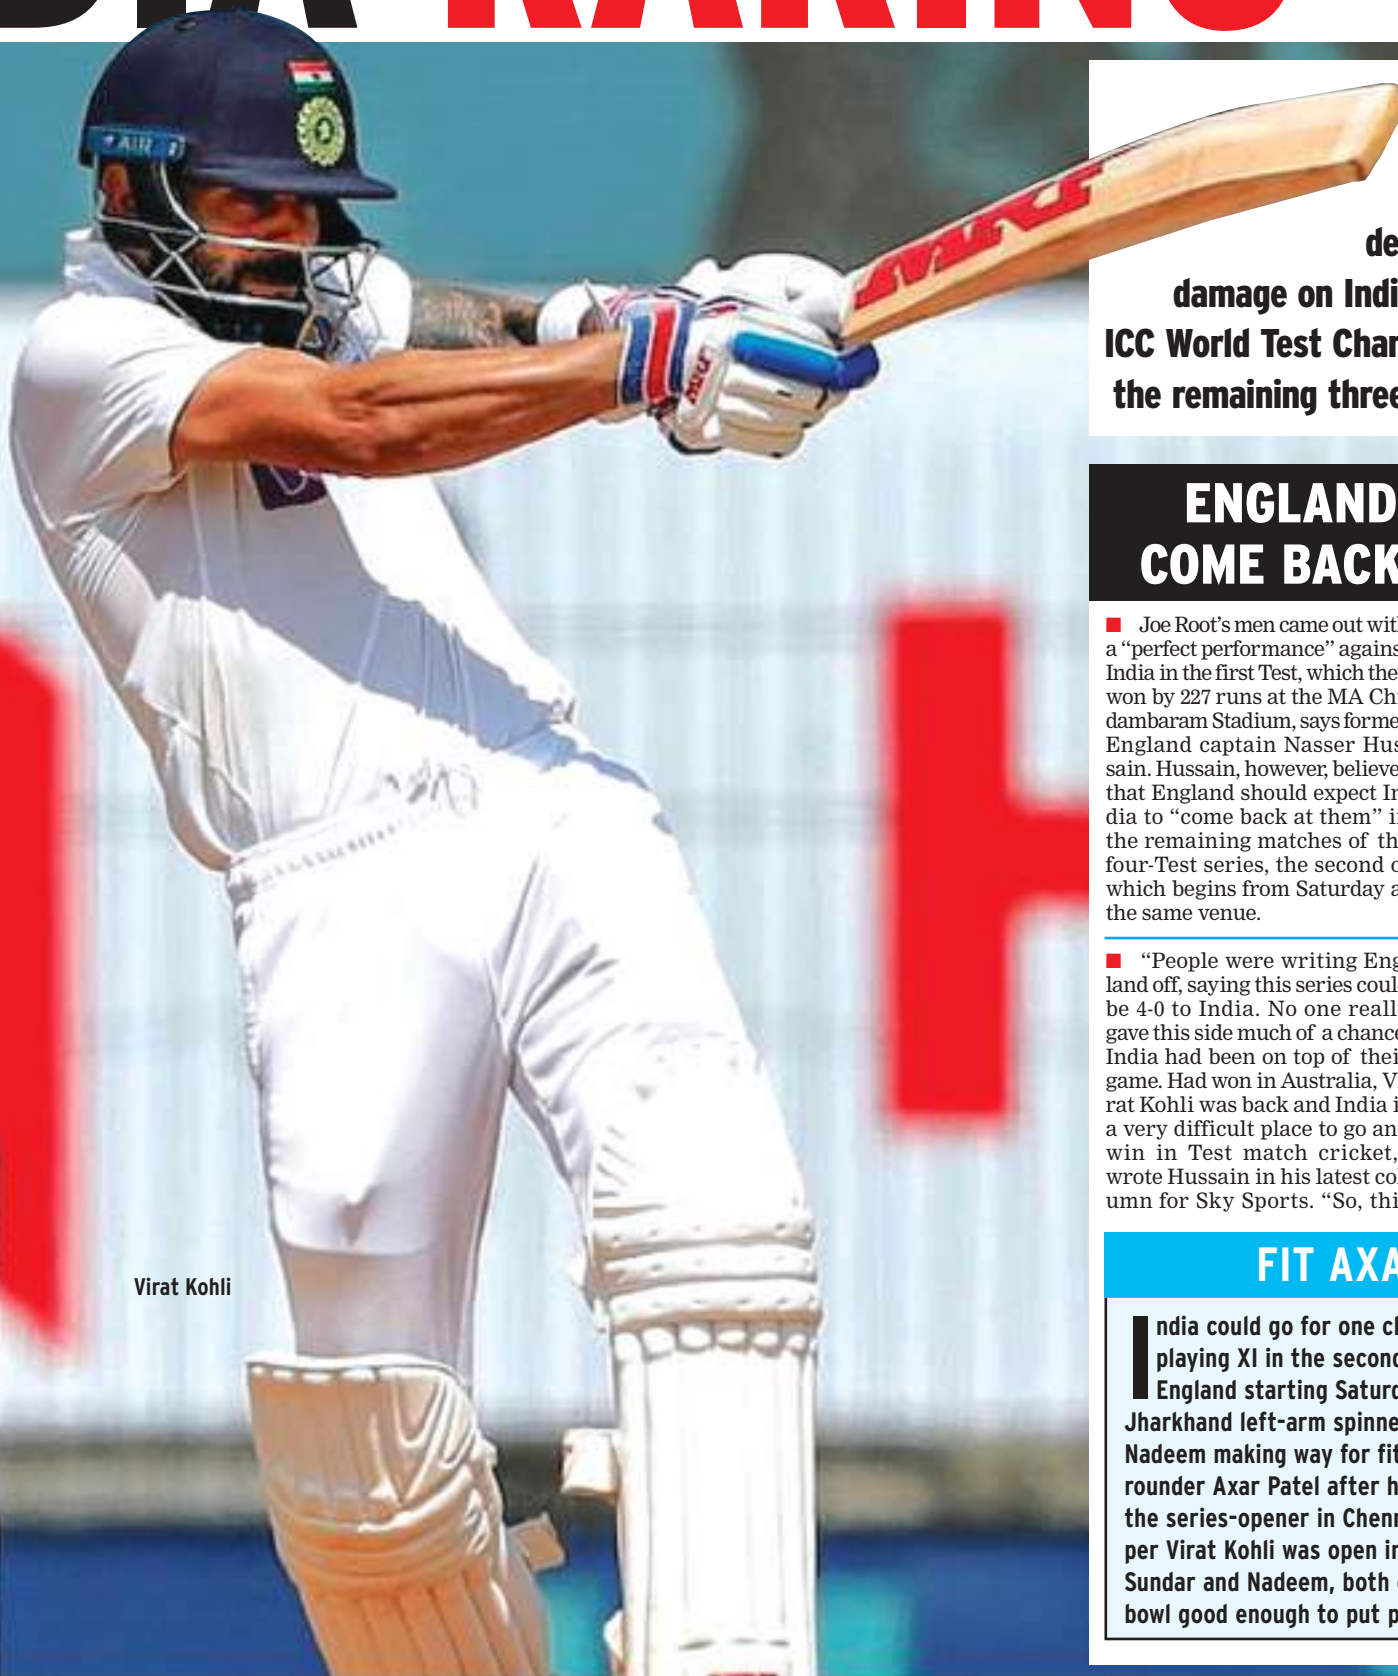 AIR
MRF
MRF
de
damage on Indi
ICC World Test Char
the remaining three
ENGLAND
COME BACK
Joe Root's men came out with
a “perfect performance” agains
India in the first Test, which the
won by 227 runs at the MA Chi
dambaram Stadium, says forme
England captain Nasser Hus
sain. Hussain, however, believe
that England should expect In
dia to “come back at them” i
the remaining matches of th
four-Test series, the second o
which begins from Saturday a
the same venue.
“People were writing Eng
land off, saying this series coul
be 4-0 to India. No one reall
gave this side much of a chance
India had been on top of thei
game. Had won in Australia, Vi
rat Kohli was back and India i
a very difficult place to go an
win in Test match cricket,
wrote Hussain in his latest col
umn for Sky Sports. “So, thi
Virat Kohli
FIT AXA
India could go for one ch
playing XI in the second
England starting Saturd
Jharkhand left-arm spinne
Nadeem making way for fit
rounder Axar Patel after h
the series-opener in Chenn
per Virat Kohli was open in
Sundar and Nadeem, both
bowl good enough to put p